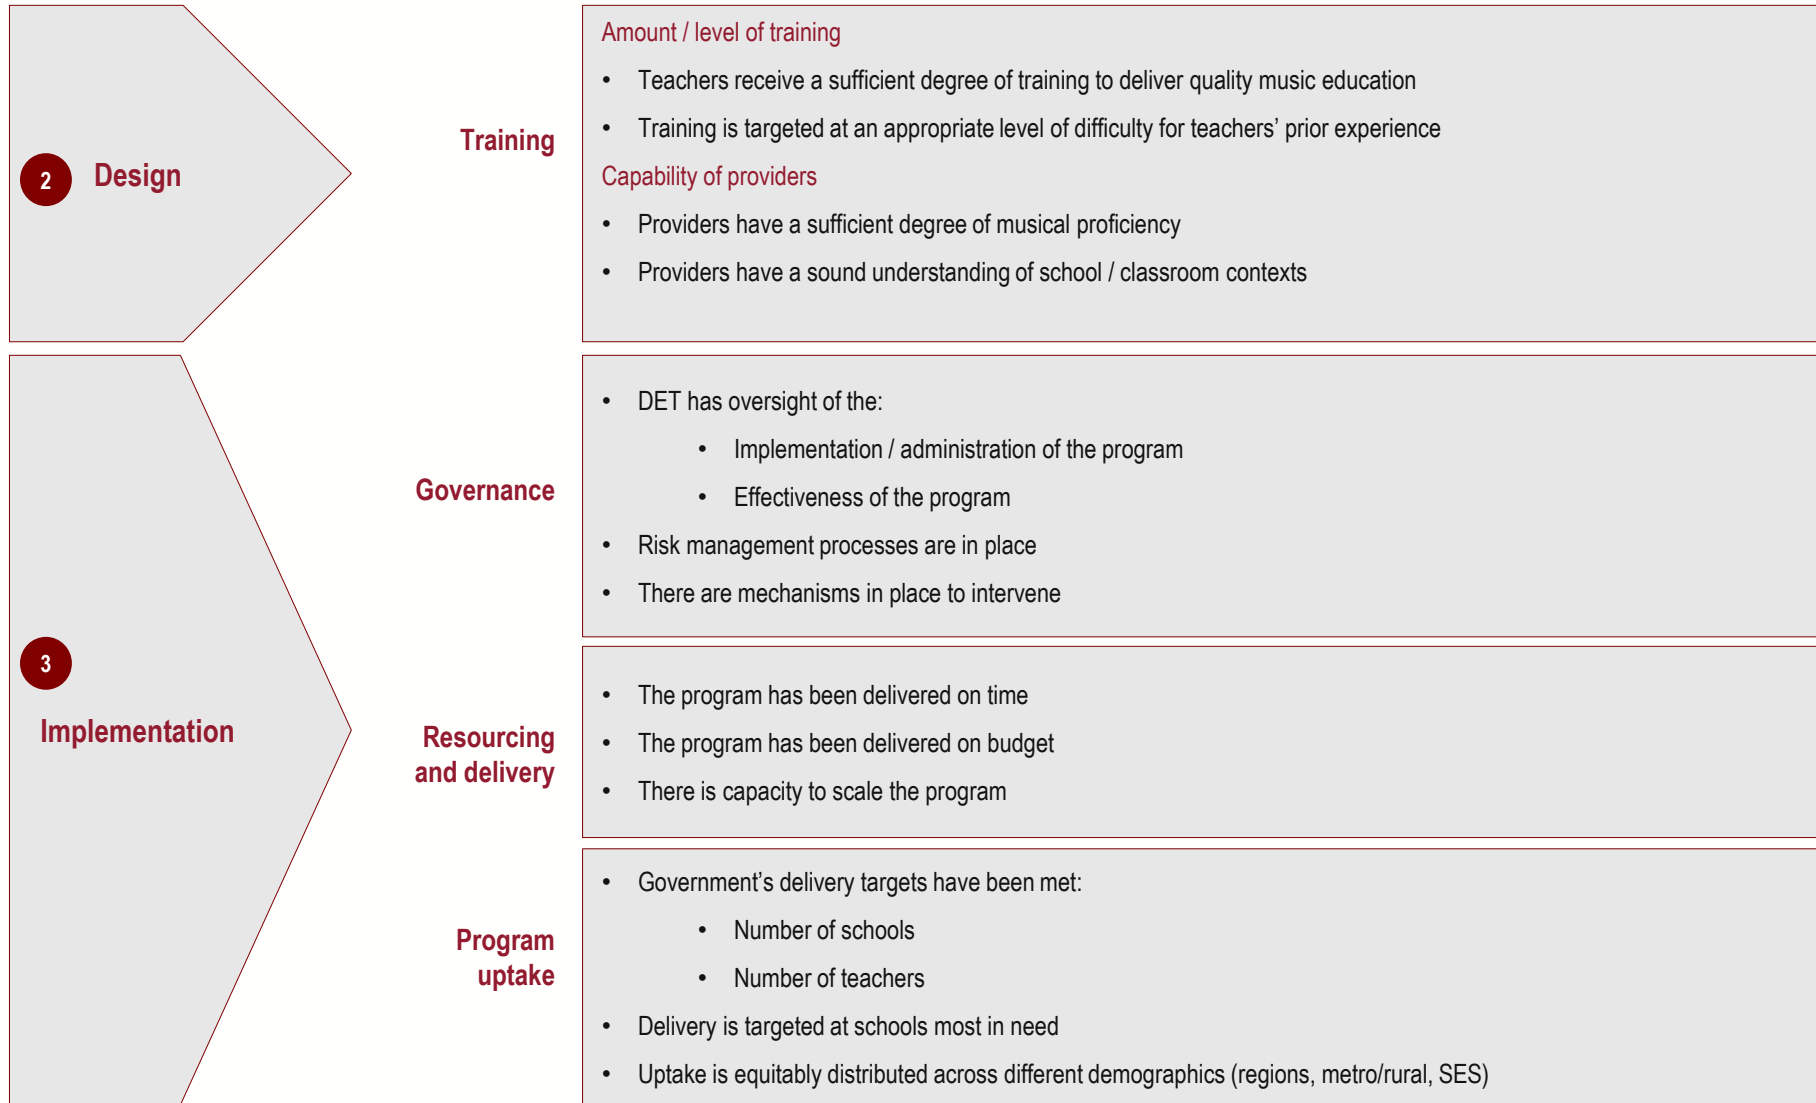 2
Design
Training
Amount / level of training
• Teachers receive a sufficient degree of training to deliver quality music education
• Training is targeted at an appropriate level of difficulty for teachers’ prior experience
Capability of providers
• Providers have a sufficient degree of musical proficiency
• Providers have a sound understanding of school / classroom contexts
3
Implementation
Governance
• DET has oversight of the:
• Implementation / administration of the program
• Effectiveness of the program
• Risk management processes are in place
• There are mechanisms in place to intervene
Resourcing
and delivery
• The program has been delivered on time
• The program has been delivered on budget
• There is capacity to scale the program
Program
uptake
• Government’s delivery targets have been met:
• Number of schools
• Number of teachers
• Delivery is targeted at schools most in need
• Uptake is equitably distributed across different demographics (regions, metro/rural, SES)